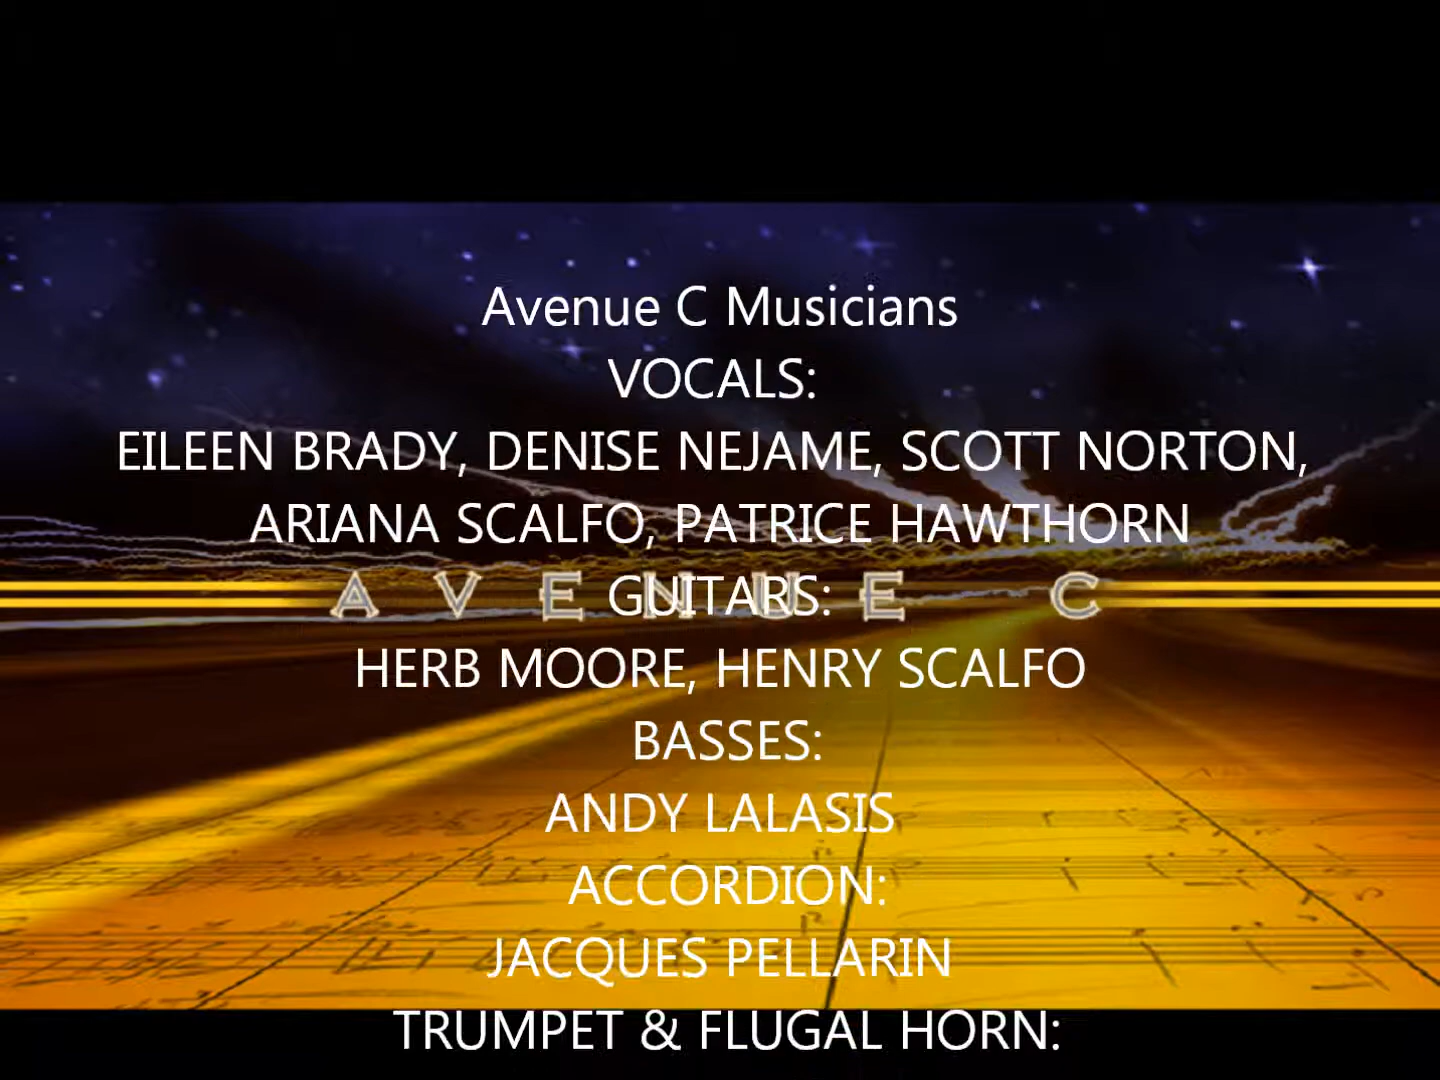 Avenue C Musicians
VOCALS:
EILEEN BRADY, DENISE NEJAME, SCOTT NORTON,
ARIANA SCALFO, PATRICE HAWTHORN
AVENUE C
GUITARS:
HERB MOORE, HENRY SCALFO
BASSES:
ANDY LALASIS
ACCORDION:
JACQUES PELLARIN
TRUMPET & FLUGAL HORN: